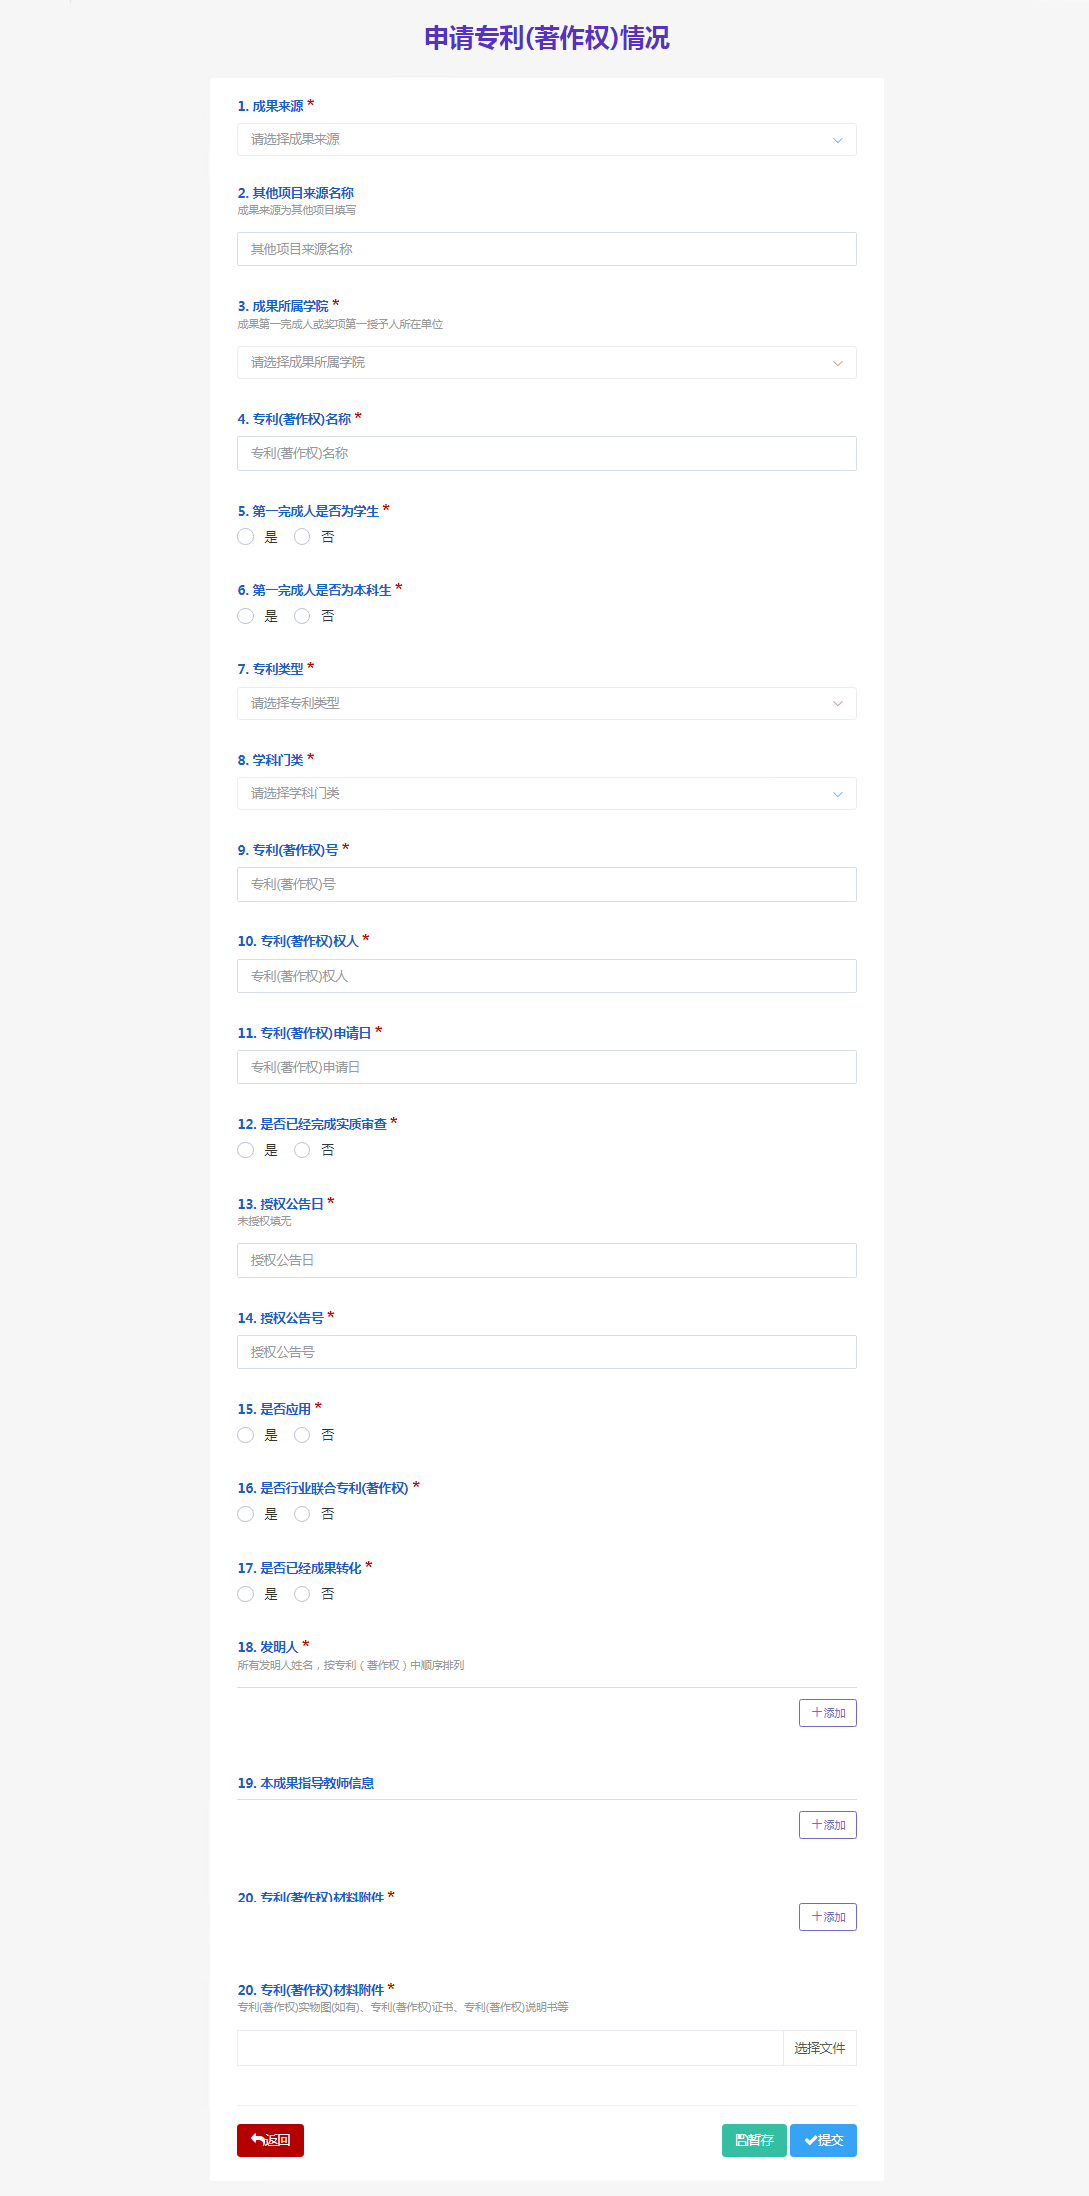 申请专利(著作权)情况
1. 成果来源 *
请选择成果来源
2. 其他项目来源名称
成果来源为其他项目填写
其他项目来源名称
3. 成果所属学院 *
成果第一完成人或奖项第一授予人所在单位
请选择成果所属学院
4. 专利(著作权)名称 *
专利(著作权)名称
5. 第一完成人是否为学生 *
是 否
6. 第一完成人是否为本科生 *
是 否
7. 专利类型 *
请选择专利类型
8. 学科门类 *
请选择学科门类
9. 专利(著作权)号 *
专利(著作权)号
10. 专利(著作权)权人 *
专利(著作权)权人
11. 专利(著作权)申请日 *
专利(著作权)申请日
12. 是否已经完成实质审查 *
是 否
13. 授权公告日 *
未授权填无
授权公告日
14. 授权公告号 *
授权公告号
15. 是否应用 *
是 否
16. 是否行业联合专利(著作权) *
是 否
17. 是否已经成果转化 *
是 否
18. 发明人 *
所有发明人姓名，按专利（著作权）中顺序排列
添加
19. 本成果指导教师信息
添加
20. 专利(著作权)材料附件 *
添加
20. 专利(著作权)材料附件 *
专利(著作权)实物图(如有)、专利(著作权)证书、专利(著作权)说明书等
选择文件
返回 暂存 提交